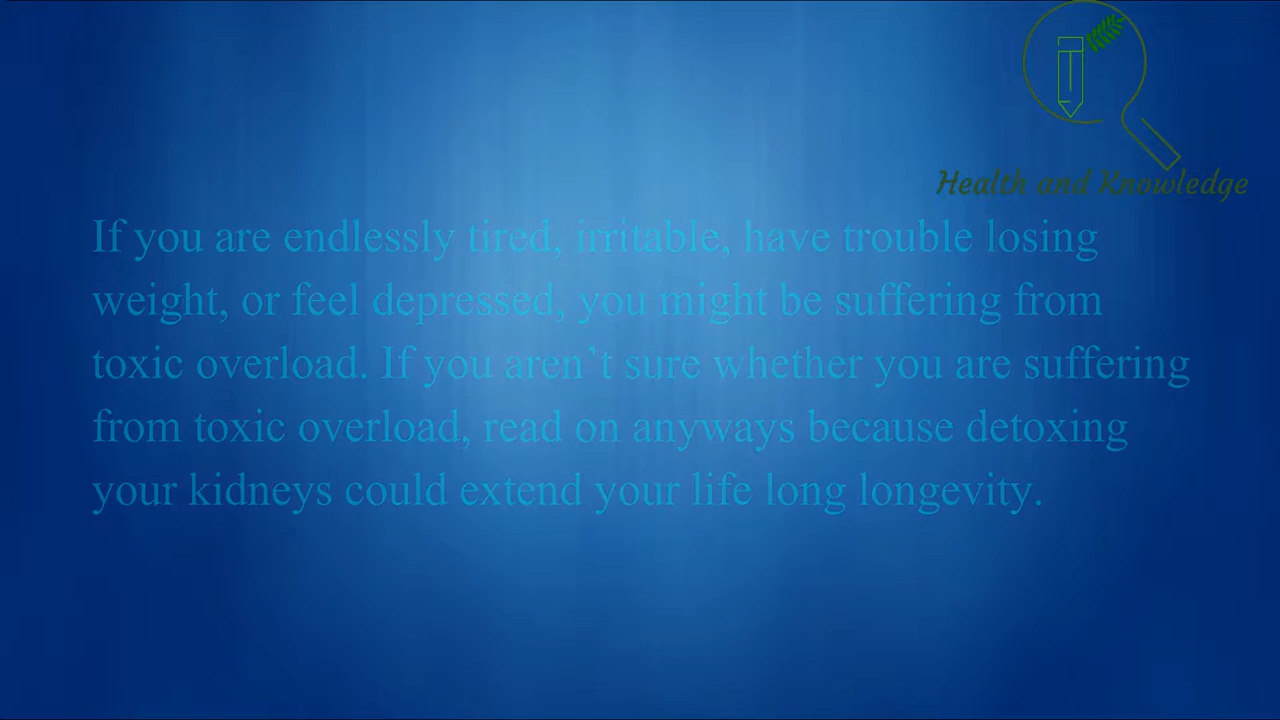 Health and Knowledge
If you are endlessly tired, irritable, have trouble losing
weight, or feel depressed, you might be suffering from
toxic overload. If you aren’t sure whether you are suffering
from toxic overload, read on anyways because detoxing
your kidneys could extend your life long longevity.